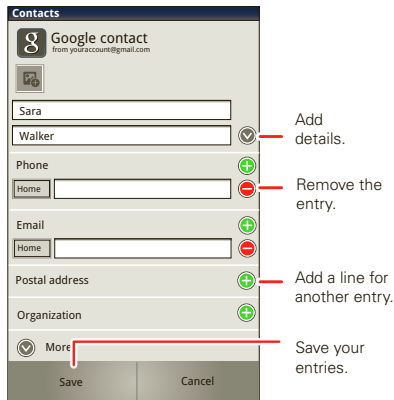 Contacts
g Google contact
from youraccount@gmail.com
Sara
Walker
Add
details.
Phone
Home
Remove the
entry.
Email
Home
Postal address
Add a line for
another entry.
Organization
More
Save your
entries.
Save
Cancel